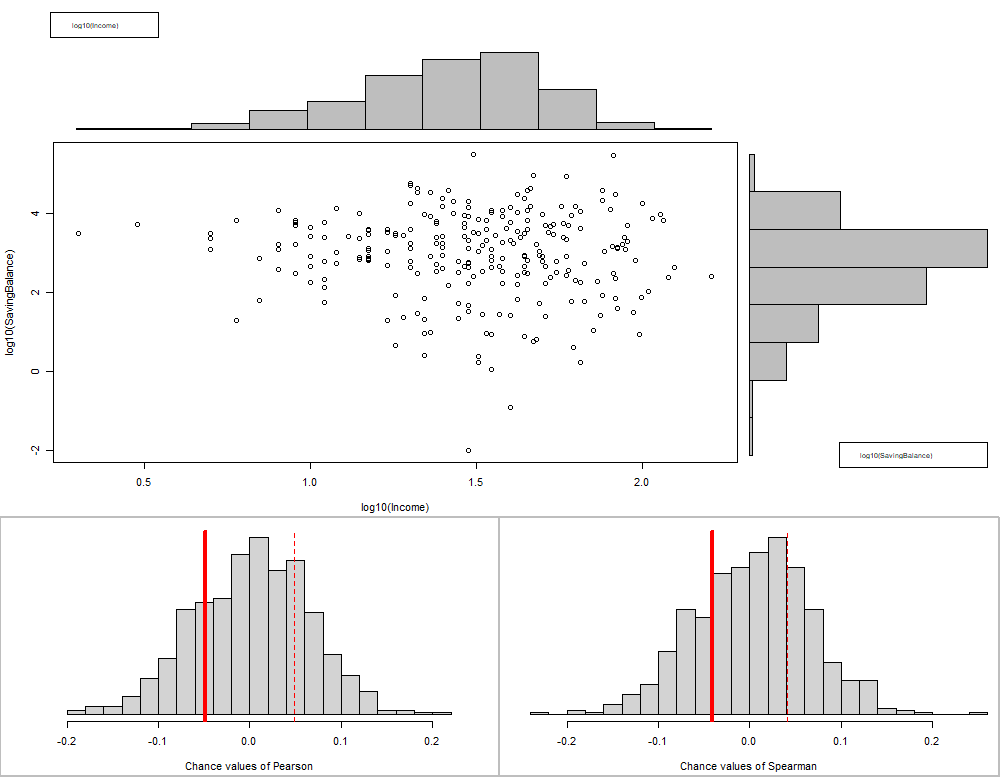 log10(Income)
log10(SavingBalance)
4
2
0
-2
0.5 1.0 1.5 2.0
log10(Income)
log10(SavingBalance)
-0.2 -0.1 0.0 0.1 0.2
Chance values of Pearson
-0.2 -0.1 0.0 0.1 0.2
Chance values of Spearman